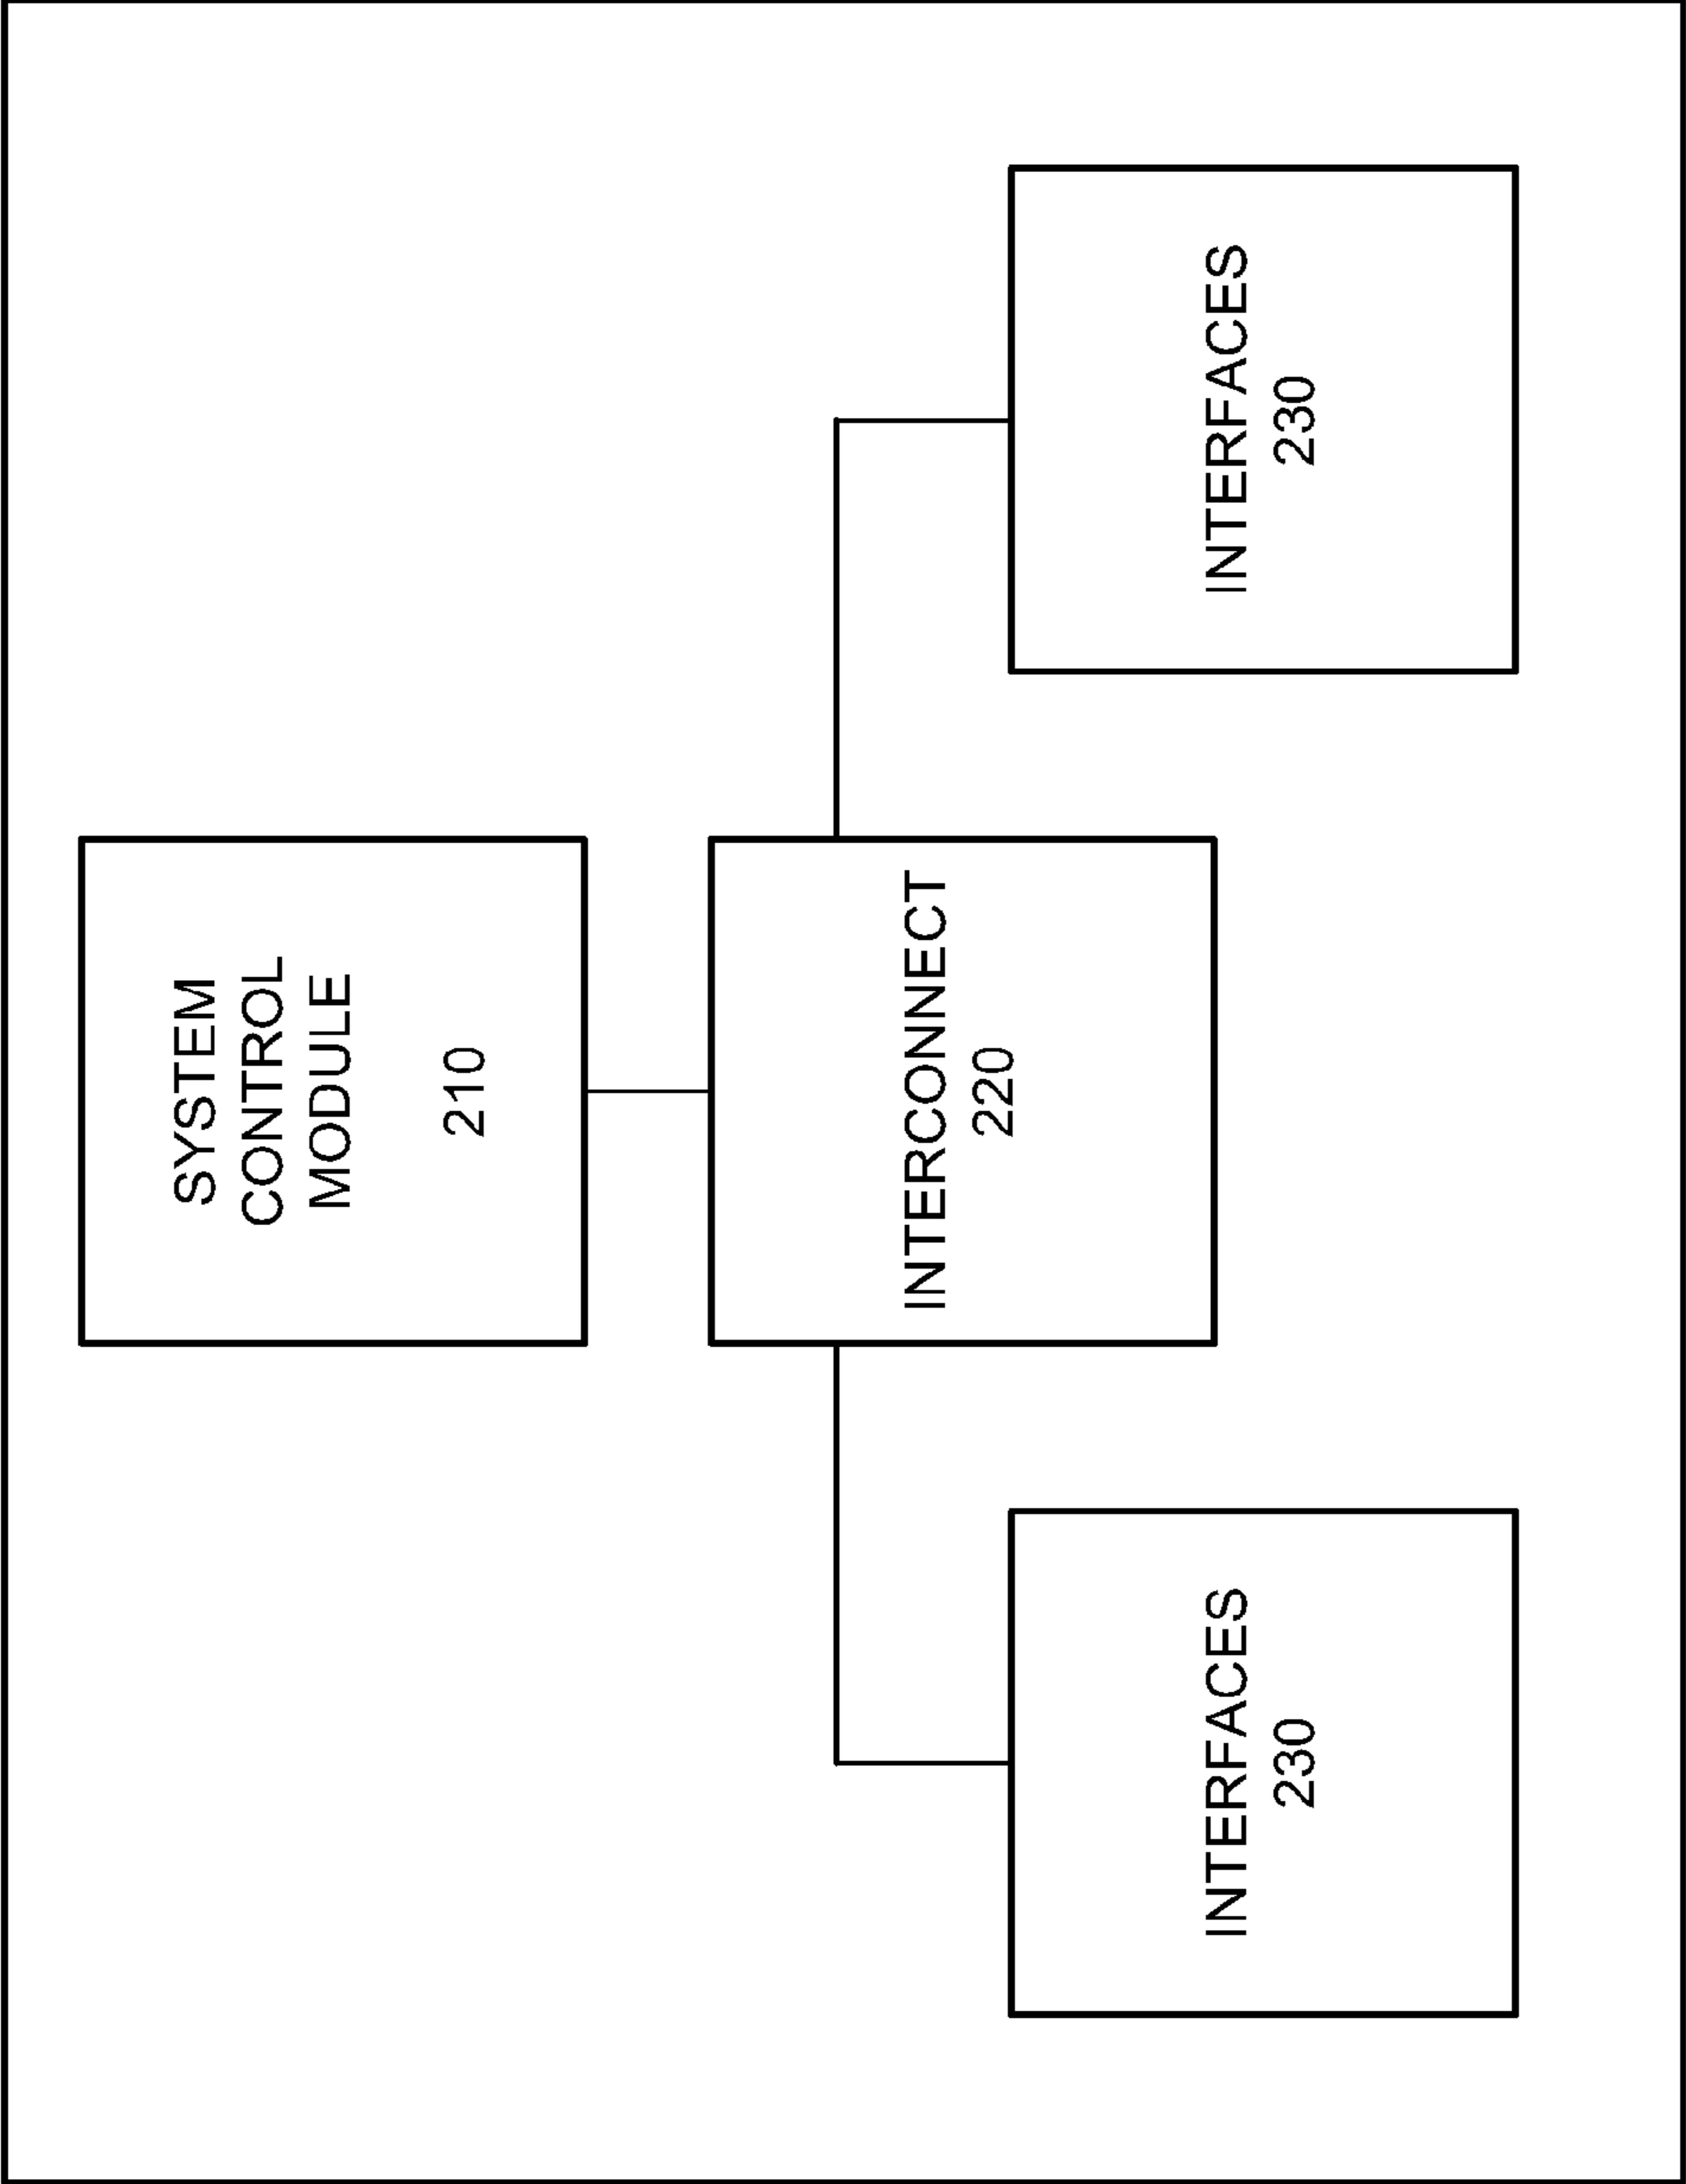 SYSTEM
CONTROL
MODULE
210
INTERCONNECT
220
INTERFACES
230
INTERFACES
230